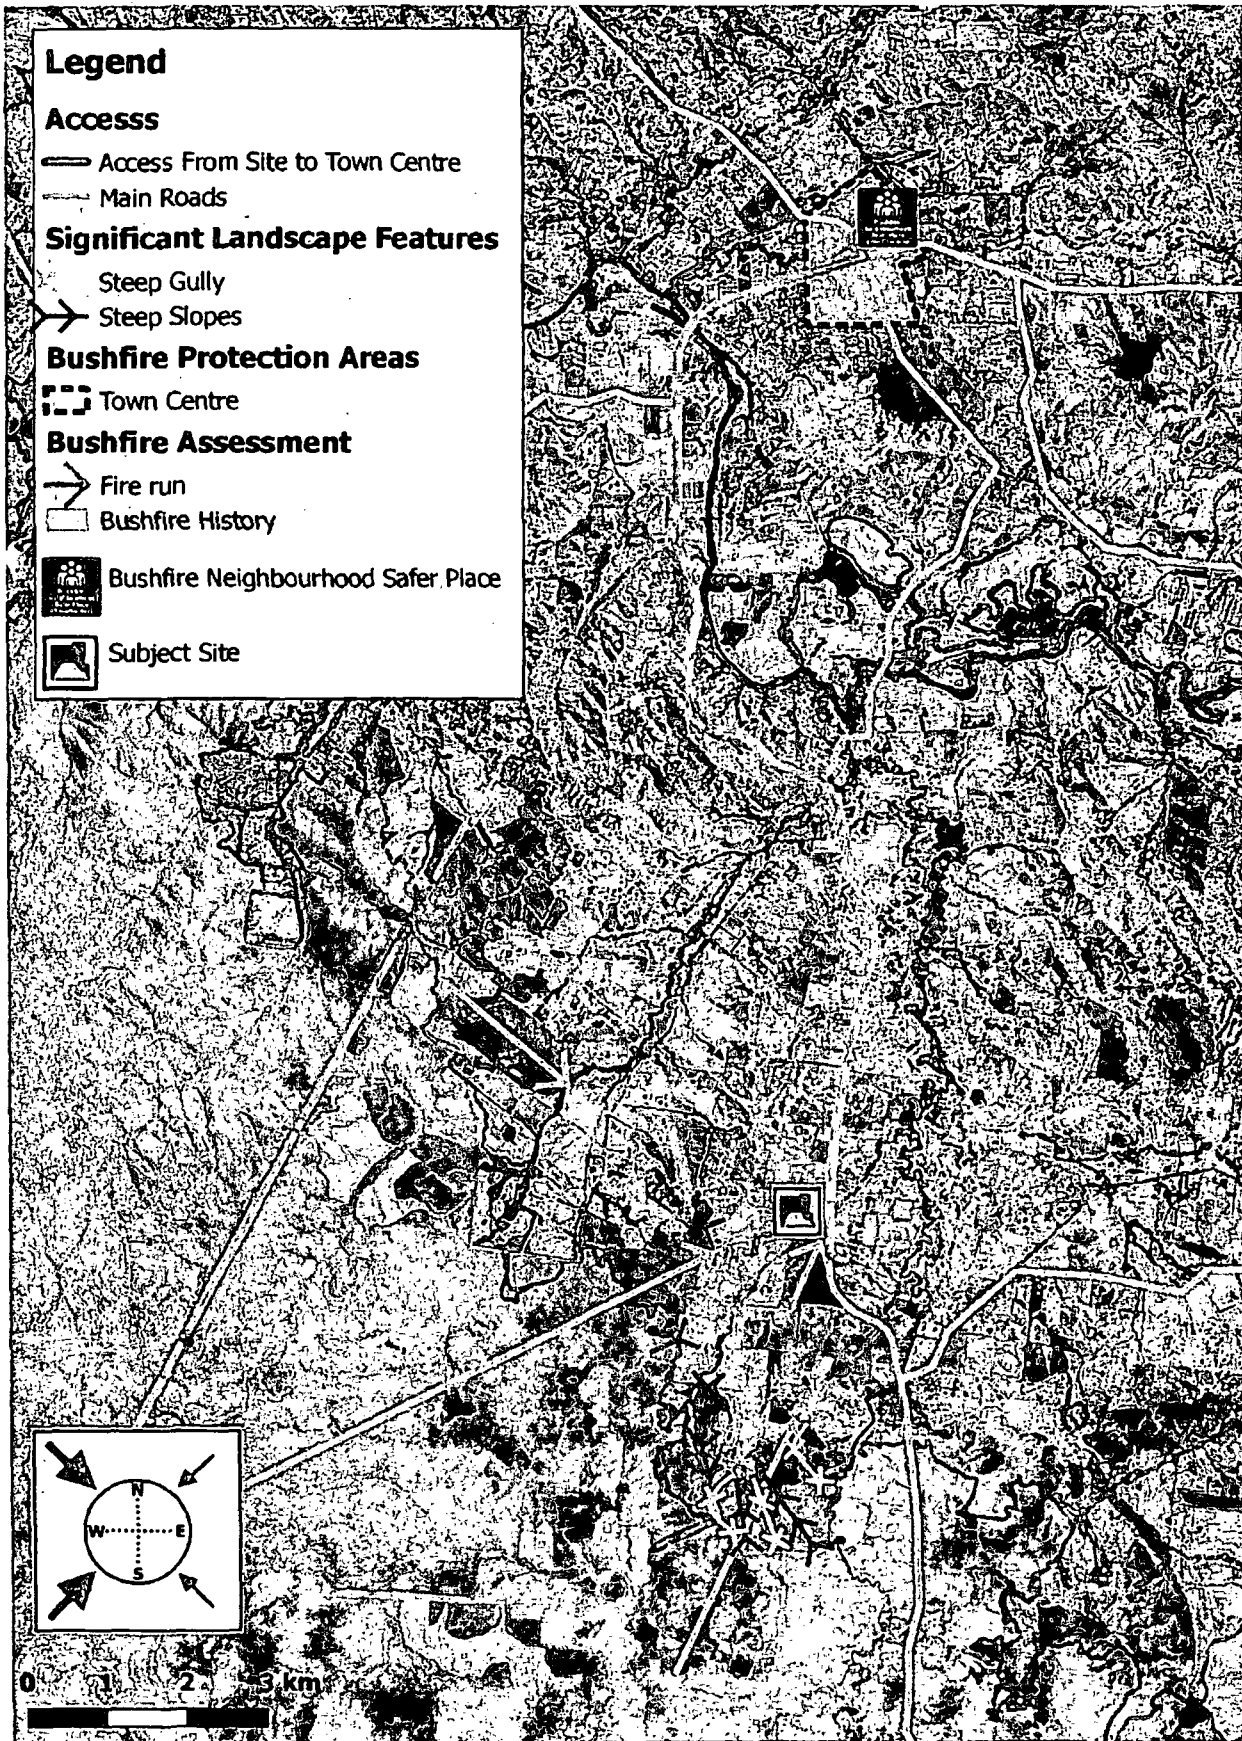 Legend
Accesss
Access From Site to Town Centre
Main Roads
Significant Landscape Features
Steep Gully
Steep Slopes
Bushfire Protection Areas
Town Centre
Bushfire Assessment
Fire run
Bushfire History
Bushfire Neighbourhood Safer Place
Subject Site
N
W E
S
0 1 2 3 km